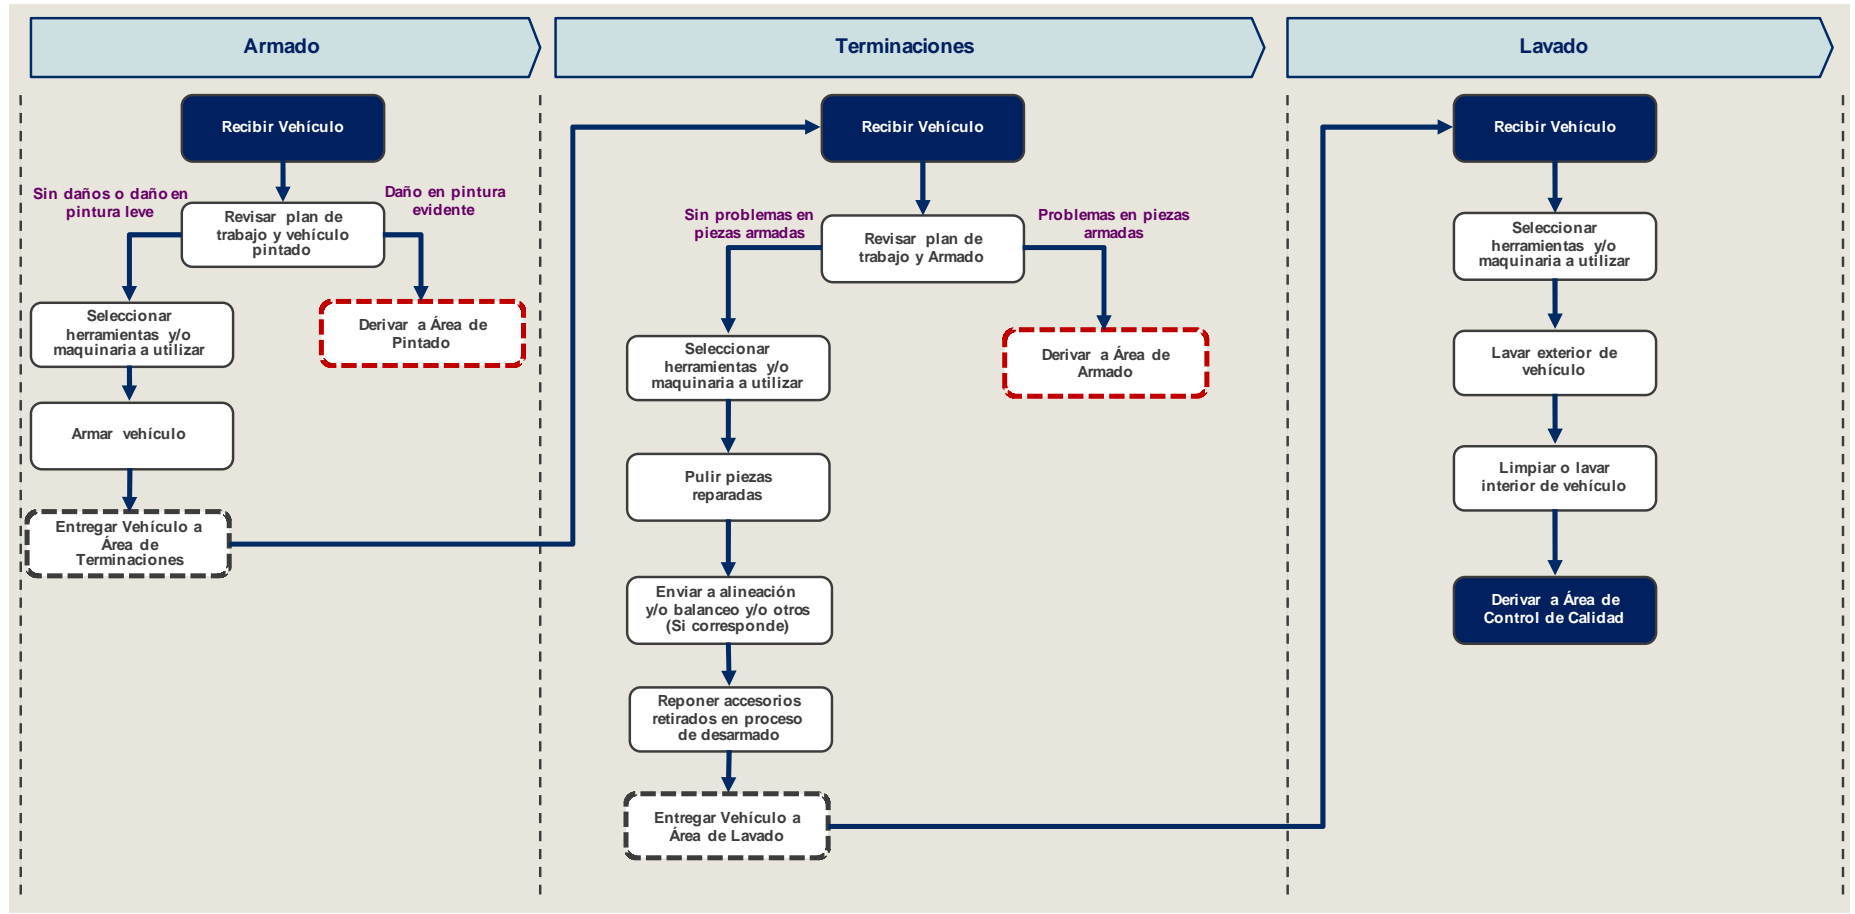 Armado
Terminaciones
Lavado
Recibir Vehículo
Sin daños o daño en
pintura leve
Daño en pintura
evidente
Revisar plan de
trabajo y vehículo
pintado
Seleccionar
herramientas y/o
maquinaria a utilizar
Derivar a Área de
Pintado
Armar vehículo
Entregar Vehículo a
Área de
Terminaciones
Recibir Vehículo
Sin problemas en
piezas armadas
Problemas en piezas
armadas
Revisar plan de
trabajo y Armado
Seleccionar
herramientas y/o
maquinaria a utilizar
Derivar a Área de
Armado
Pulir piezas
reparadas
Enviar a alineación
y/o balanceo y/o otros
(Si corresponde)
Reponer accesorios
retirados en proceso
de desarmado
Entregar Vehículo a
Área de Lavado
Recibir Vehículo
Seleccionar
herramientas y/o
maquinaria a utilizar
Lavar exterior de
vehículo
Limpiar o lavar
interior de vehículo
Derivar a Área de
Control de Calidad